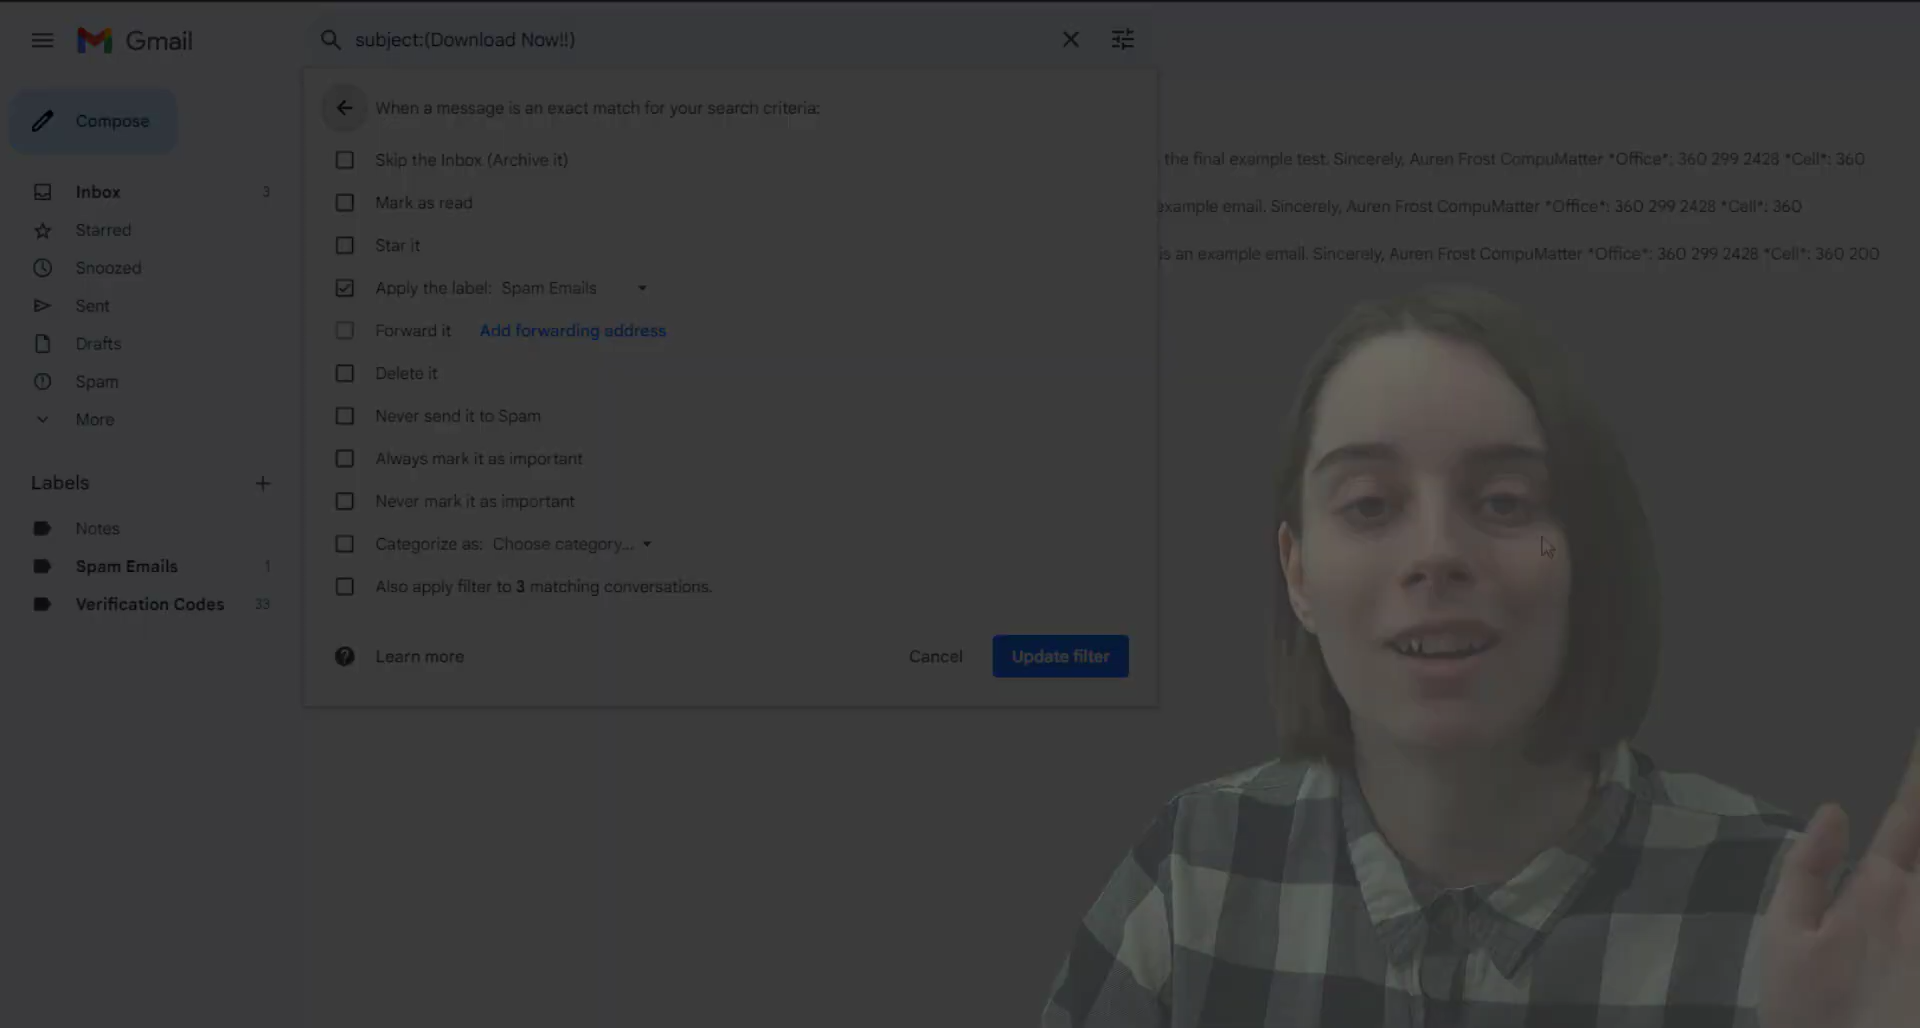 Gmail
subject:(Download Now!!)
Compose
Inbox 3
Starred
Snoozed
Sent
Drafts
Spam
More
Labels
Notes
Spam Emails 1
Verification Codes 33
When a message is an exact match for your search criteria:
Skip the Inbox (Archive it)
Mark as read
Star it
Apply the label: Spam Emails
Forward it Add forwarding address
Delete it
Never send it to Spam
Always mark it as important
Never mark it as important
Categorize as: Choose category...
Also apply filter to 3 matching conversations.
Learn more
Cancel
Update filter
the final example test. Sincerely, Auren Frost CompuMatter *Office*: 360 299 2428 *Cell*: 360
example email. Sincerely, Auren Frost CompuMatter *Office*: 360 299 2428 *Cell*: 360
is an example email. Sincerely, Auren Frost CompuMatter *Office*: 360 299 2428 *Cell*: 360 200